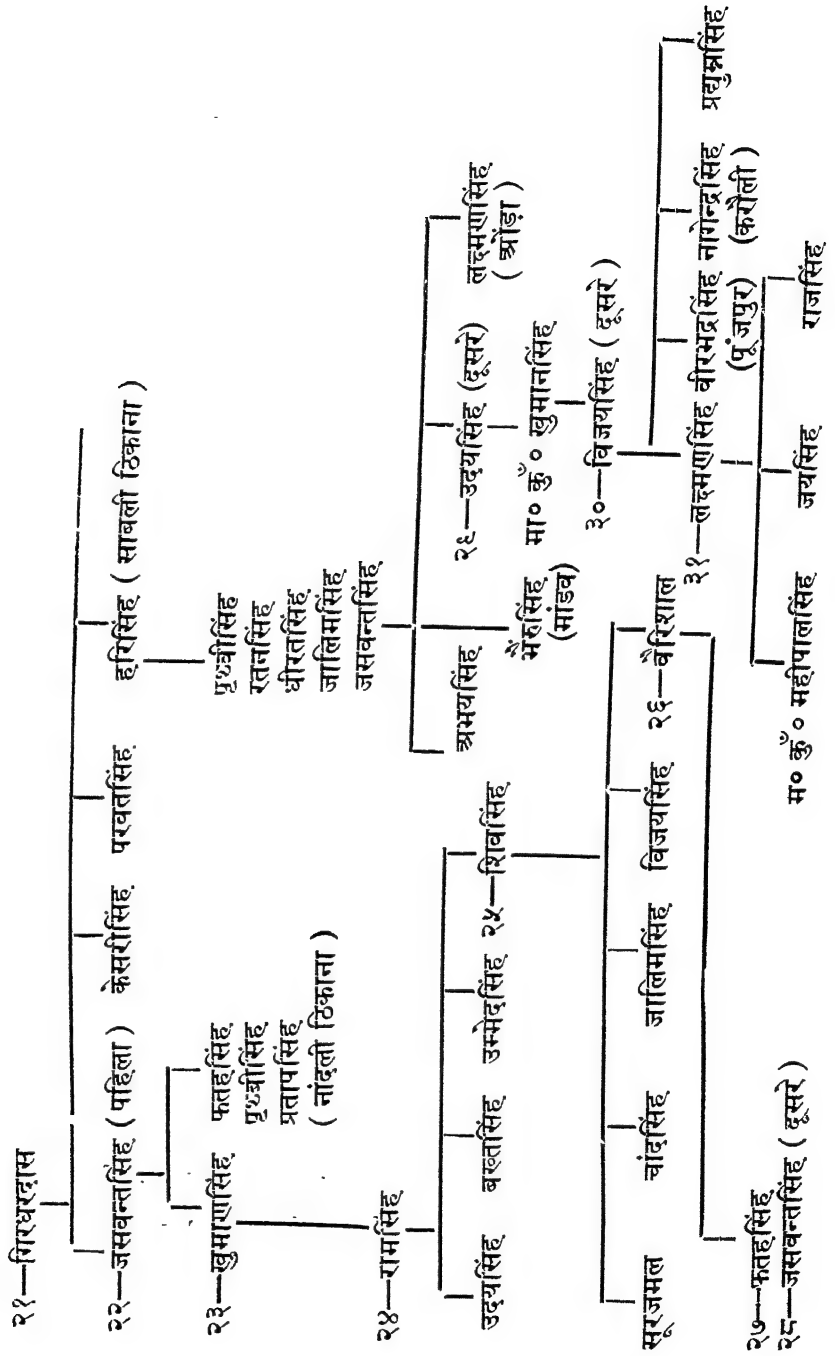 २१—गिरधरदास
२२—जसवन्तसिंह ( पहिला ) केसरीसिंह परवतसिंह हरिसिंह ( साबली ठिकाना )
२३—खुमाणसिंह फतहसिंह
पृथ्वीसिंह
प्रतापसिंह
( नांदली ठिकाना )
पृथ्वीसिंह
रतनसिंह
धीरतसिंह
जालिमसिंह
जसवन्तसिंह
२४—रामसिंह
उदयसिंह बख्तसिंह उम्मेदसिंह २५—शिवसिंह
अभयसिंह भैंरुसिंह
(मांडव)
२६—उदयसिंह (दूसरे) लक्ष्मणसिंह
( ओड़ा )
मा० कुँ० खुमानसिंह
३०—विजयसिंह ( दूसरे )
सूरजमल चांदसिंह जालिमसिंह विजयसिंह २६—वैरिशाल
३१—लक्ष्मणसिंह वीरभद्रसिंह नागेन्द्रसिंह प्रद्युम्नसिंह
(पूंजपुर) (करौली )
२७—फतहसिंह
२८—जसवन्तसिंह ( दूसरे )
म० कुँ० महीपालसिंह जयसिंह राजसिंह